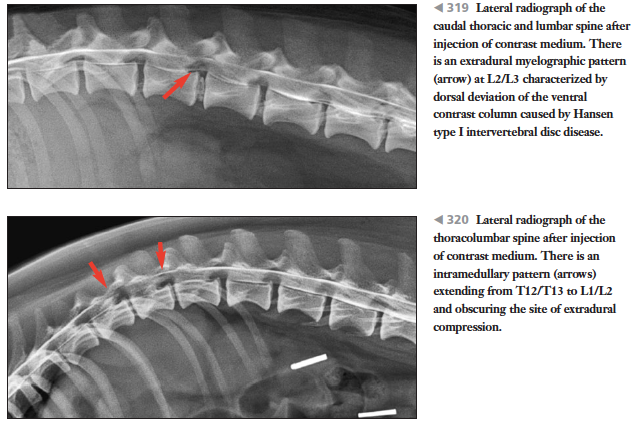 ◀ 319 Lateral radiograph of the
caudal thoracic and lumbar spine after
injection of contrast medium. There
is an extradural myelographic pattern
(arrow) at L2/L3 characterized by
dorsal deviation of the ventral
contrast column caused by Hansen
type I intervertebral disc disease.
◀ 320 Lateral radiograph of the
thoracolumbar spine after injection
of contrast medium. There is an
intramedullary pattern (arrows)
extending from T12/T13 to L1/L2
and obscuring the site of extradural
compression.